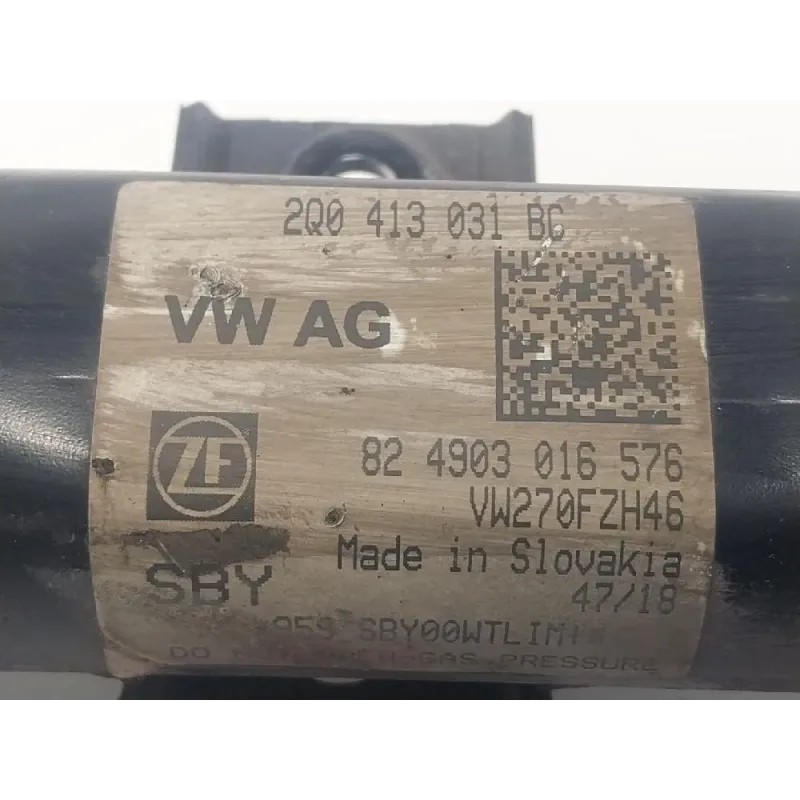 2Q0 413 031 BC
VW AG
ZF
82 4903 016 576
VW270FZH46
Made in Slovakia
SBY
47/18
SBY00WTLIM
DO GAS PRESSURE